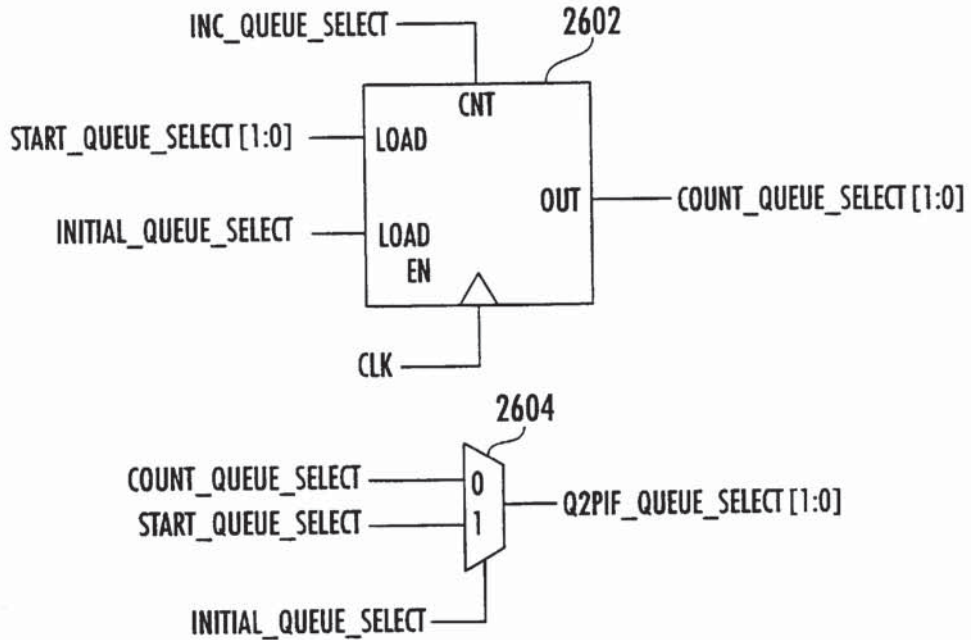 INC_QUEUE_SELECT
2602
CNT
START_QUEUE_SELECT[1:0]
LOAD
OUT
COUNT_QUEUE_SELECT[1:0]
INITIAL_QUEUE_SELECT
LOAD
EN
CLK
2604
COUNT_QUEUE_SELECT
0
START_QUEUE_SELECT
1
Q2PIF_QUEUE_SELECT[1:0]
INITIAL_QUEUE_SELECT